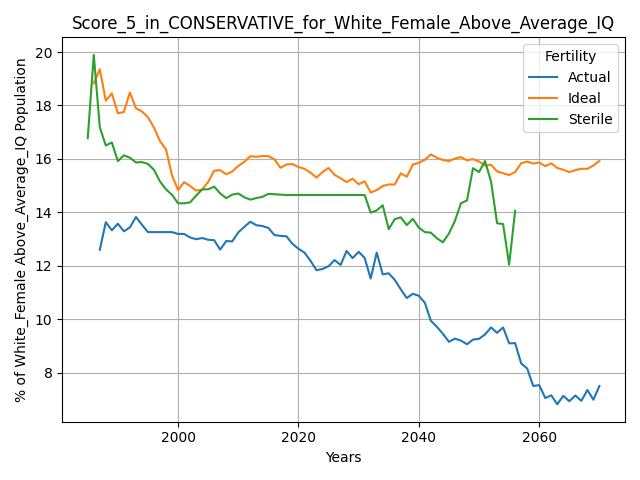 Score_5_in_CONSERVATIVE_for_White_Female_Above_Average_IQ
% of White_Female Above_Average_IQ Population
20
18
16
14
12
10
8
Fertility
Actual
Ideal
Sterile
2000 2020 2040 2060
Years